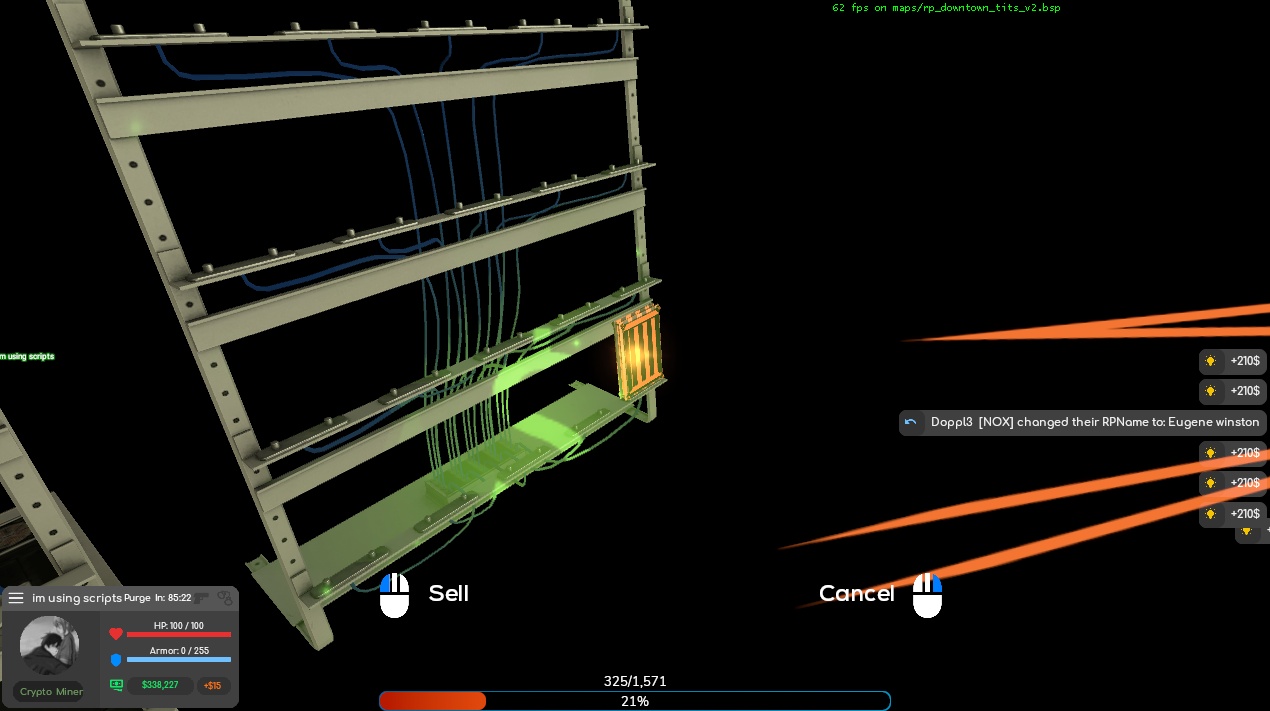 62 fps on maps/rp_downtown_tits_v2.bsp
m using scripts
+210$
+210$
Doppl3 [NOX] changed their RPName to: Eugene winston
+210$
+210$
+210$
Sell
Cancel
im using scripts Purge In: 85:22
HP: 100 / 100
Armor: 0 / 255
Crypto Miner
$338,227
+$15
325/1,571
21%